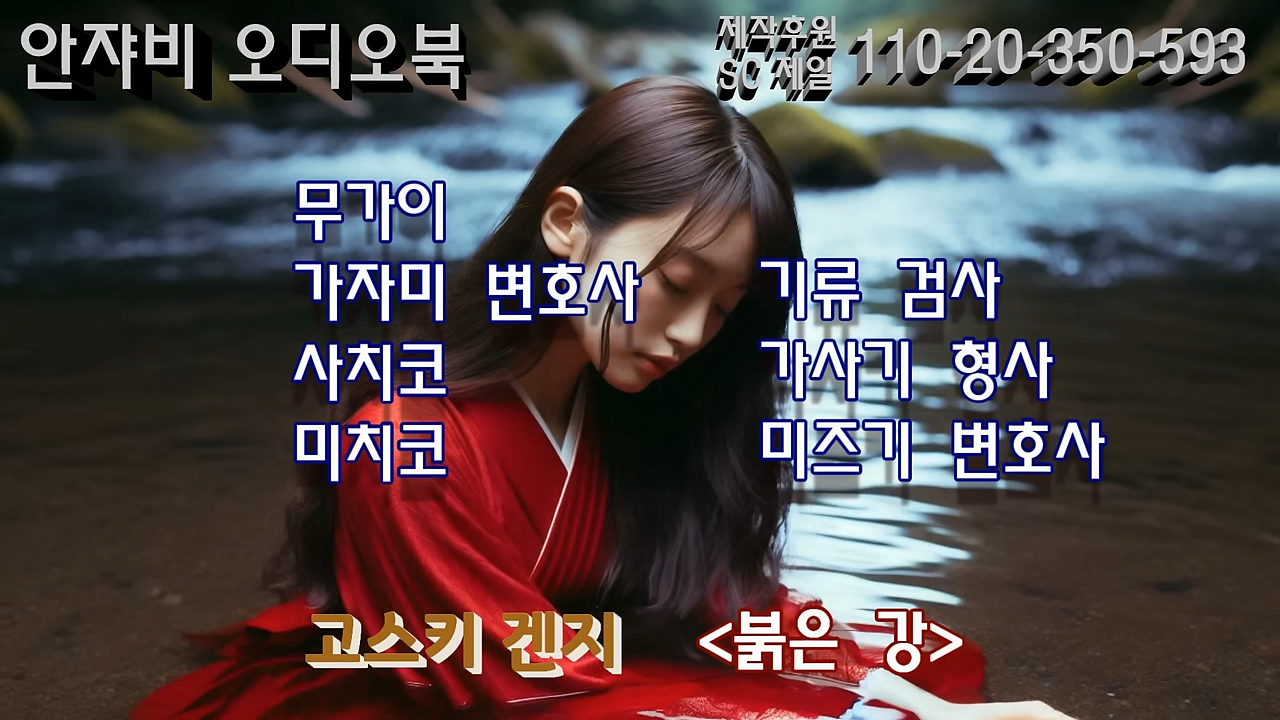 안쟈비 오디오북
제작후원
SC 제일
110-20-350-593
무가이
가자미 변호사
사치코
미치코
기류 검사
가사기 형사
미즈기 변호사
고스키 겐지
<붉은 강>